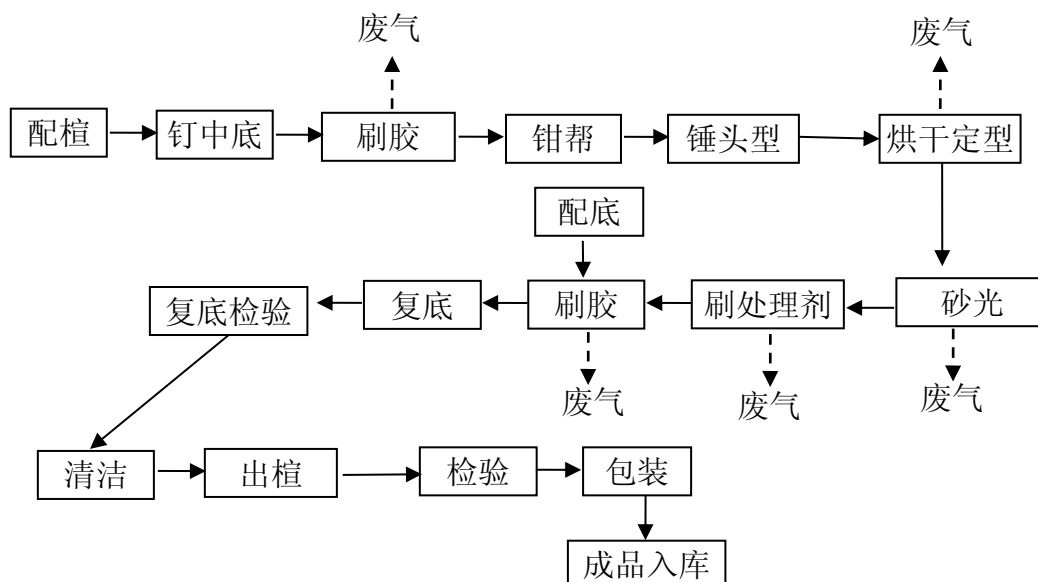 废气
废气
配楦
钉中底
刷胶
钳帮
锤头型
烘干定型
配底
复底检验
复底
刷胶
刷处理剂
砂光
废气
废气
废气
清洁
出楦
检验
包装
成品入库